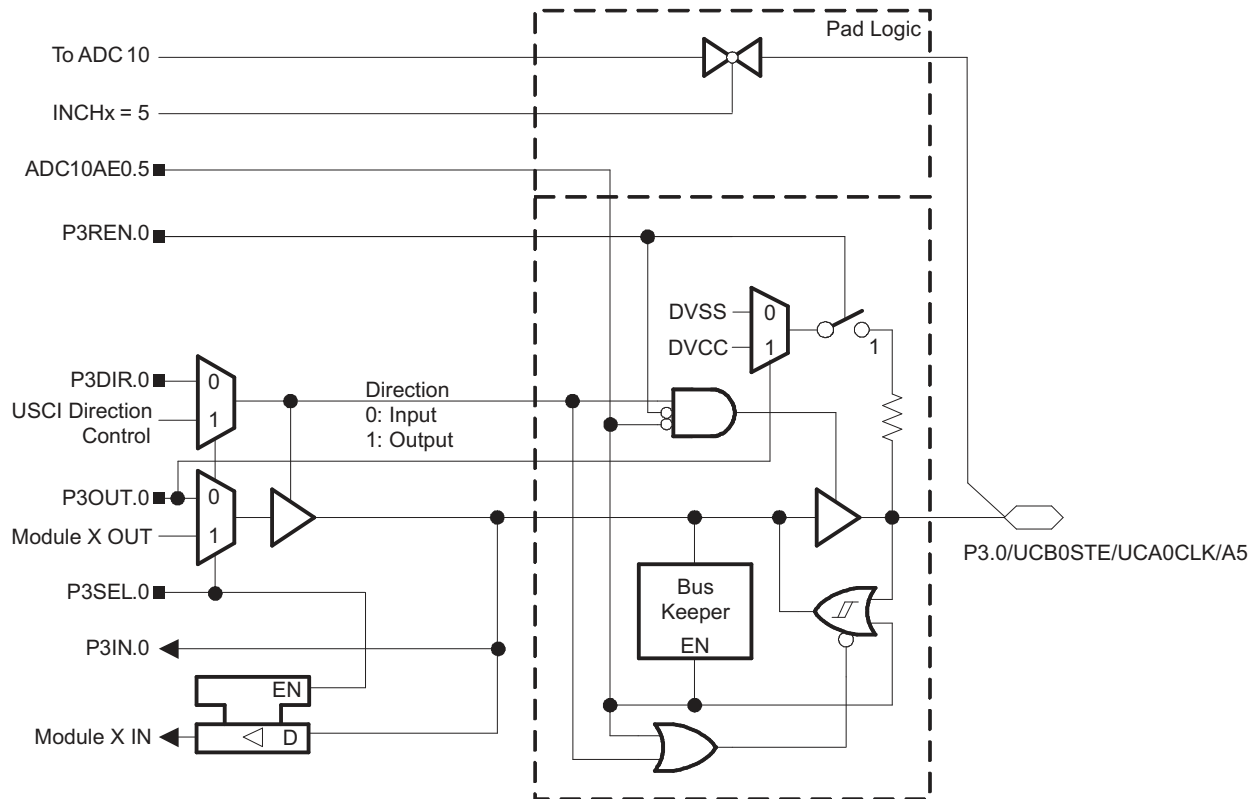 Pad Logic
To ADC 10
INCHx = 5
ADC10AE0.5
P3REN.0
DVSS
DVCC
0
1
1
P3DIR.0
USCI Direction
Control
0
1
Direction
0: Input
1: Output
P3OUT.0
Module X OUT
0
1
P3SEL.0
P3IN.0
EN
D
Module X IN
Bus
Keeper
EN
P3.0/UCB0STE/UCA0CLK/A5